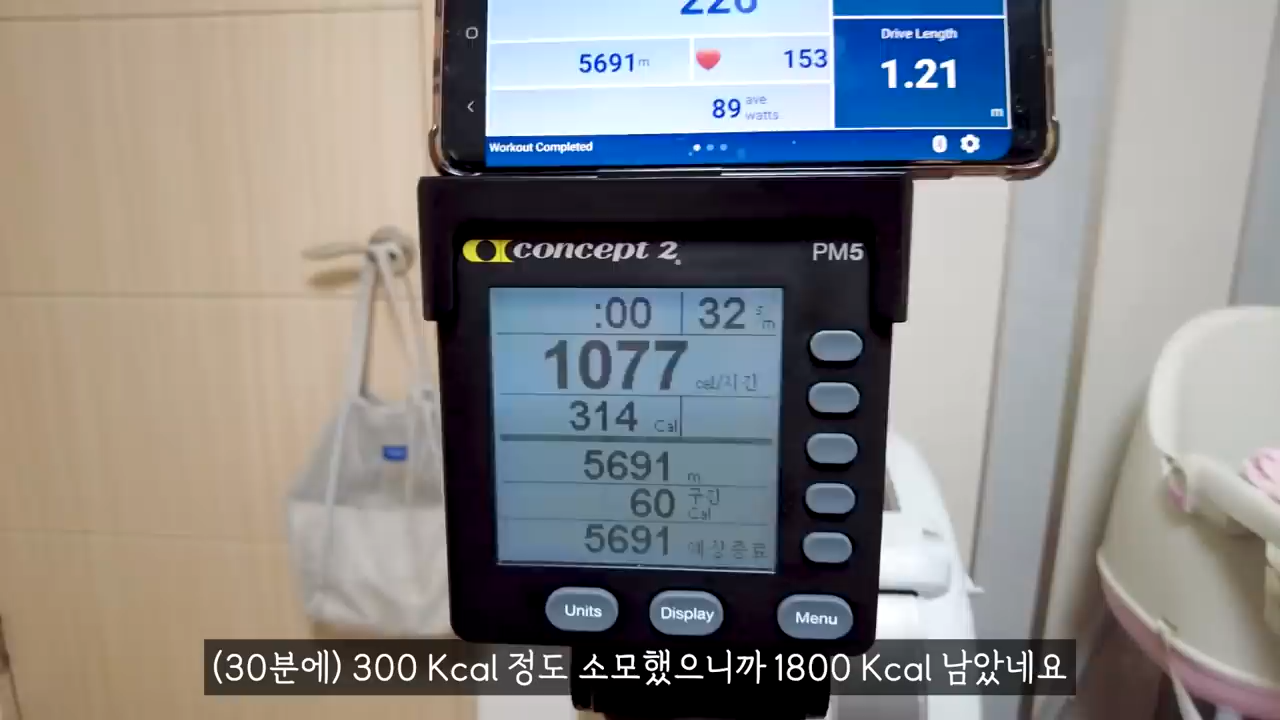 Drive Length
5691 m
153
1.21
m
89 ave watts
Workout Completed
concept 2
PM5
:00
32 s/m
1077 cal/시간
314 Cal
5691 m
60 구간 Cal
5691 예상종료
Units
Display
Menu
(30분에) 300 Kcal 정도 소모했으니까 1800 Kcal 남았네요